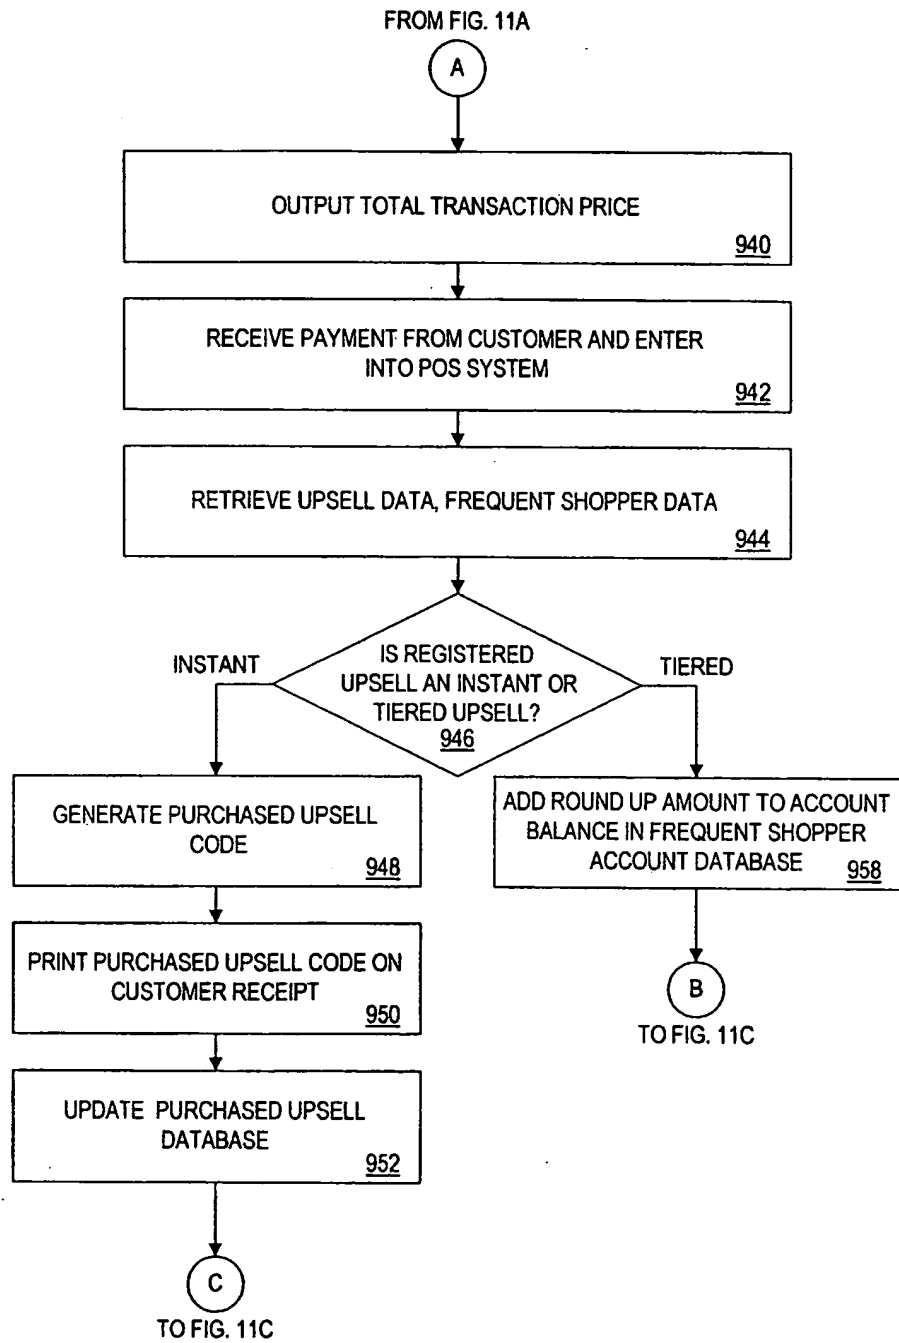 FROM FIG. 11A
A
OUTPUT TOTAL TRANSACTION PRICE
940
RECEIVE PAYMENT FROM CUSTOMER AND ENTER
INTO POS SYSTEM
942
RETRIEVE UPSELL DATA, FREQUENT SHOPPER DATA
944
IS REGISTERED
UPSELL AN INSTANT OR
TIERED UPSELL?
946
INSTANT
TIERED
GENERATE PURCHASED UPSELL
CODE
948
PRINT PURCHASED UPSELL CODE ON
CUSTOMER RECEIPT
950
UPDATE PURCHASED UPSELL
DATABASE
952
C
TO FIG. 11C
ADD ROUND UP AMOUNT TO ACCOUNT
BALANCE IN FREQUENT SHOPPER
ACCOUNT DATABASE
958
B
TO FIG. 11C